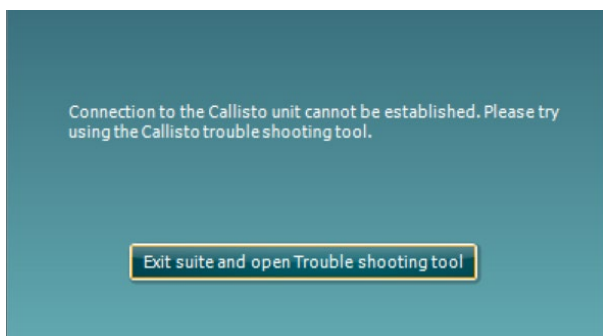 Connection to the Callisto unit cannot be established. Please try
using the Callisto trouble shooting tool.
Exit suite and open Trouble shooting tool